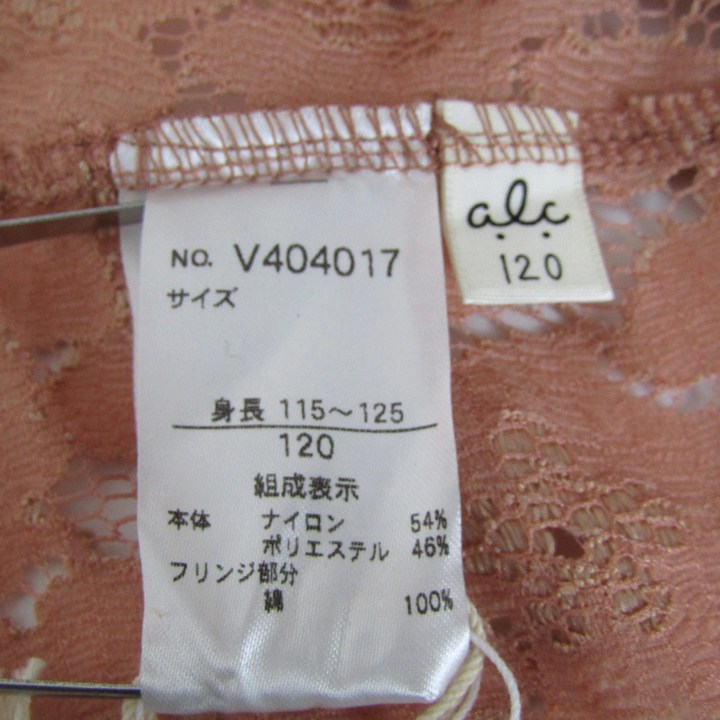 NO. V404017
サイズ
身長 115～125
120
組成表示
本体 ナイロン 54%
ポリエステル 46%
フリンジ部分
綿 100%
alc
120